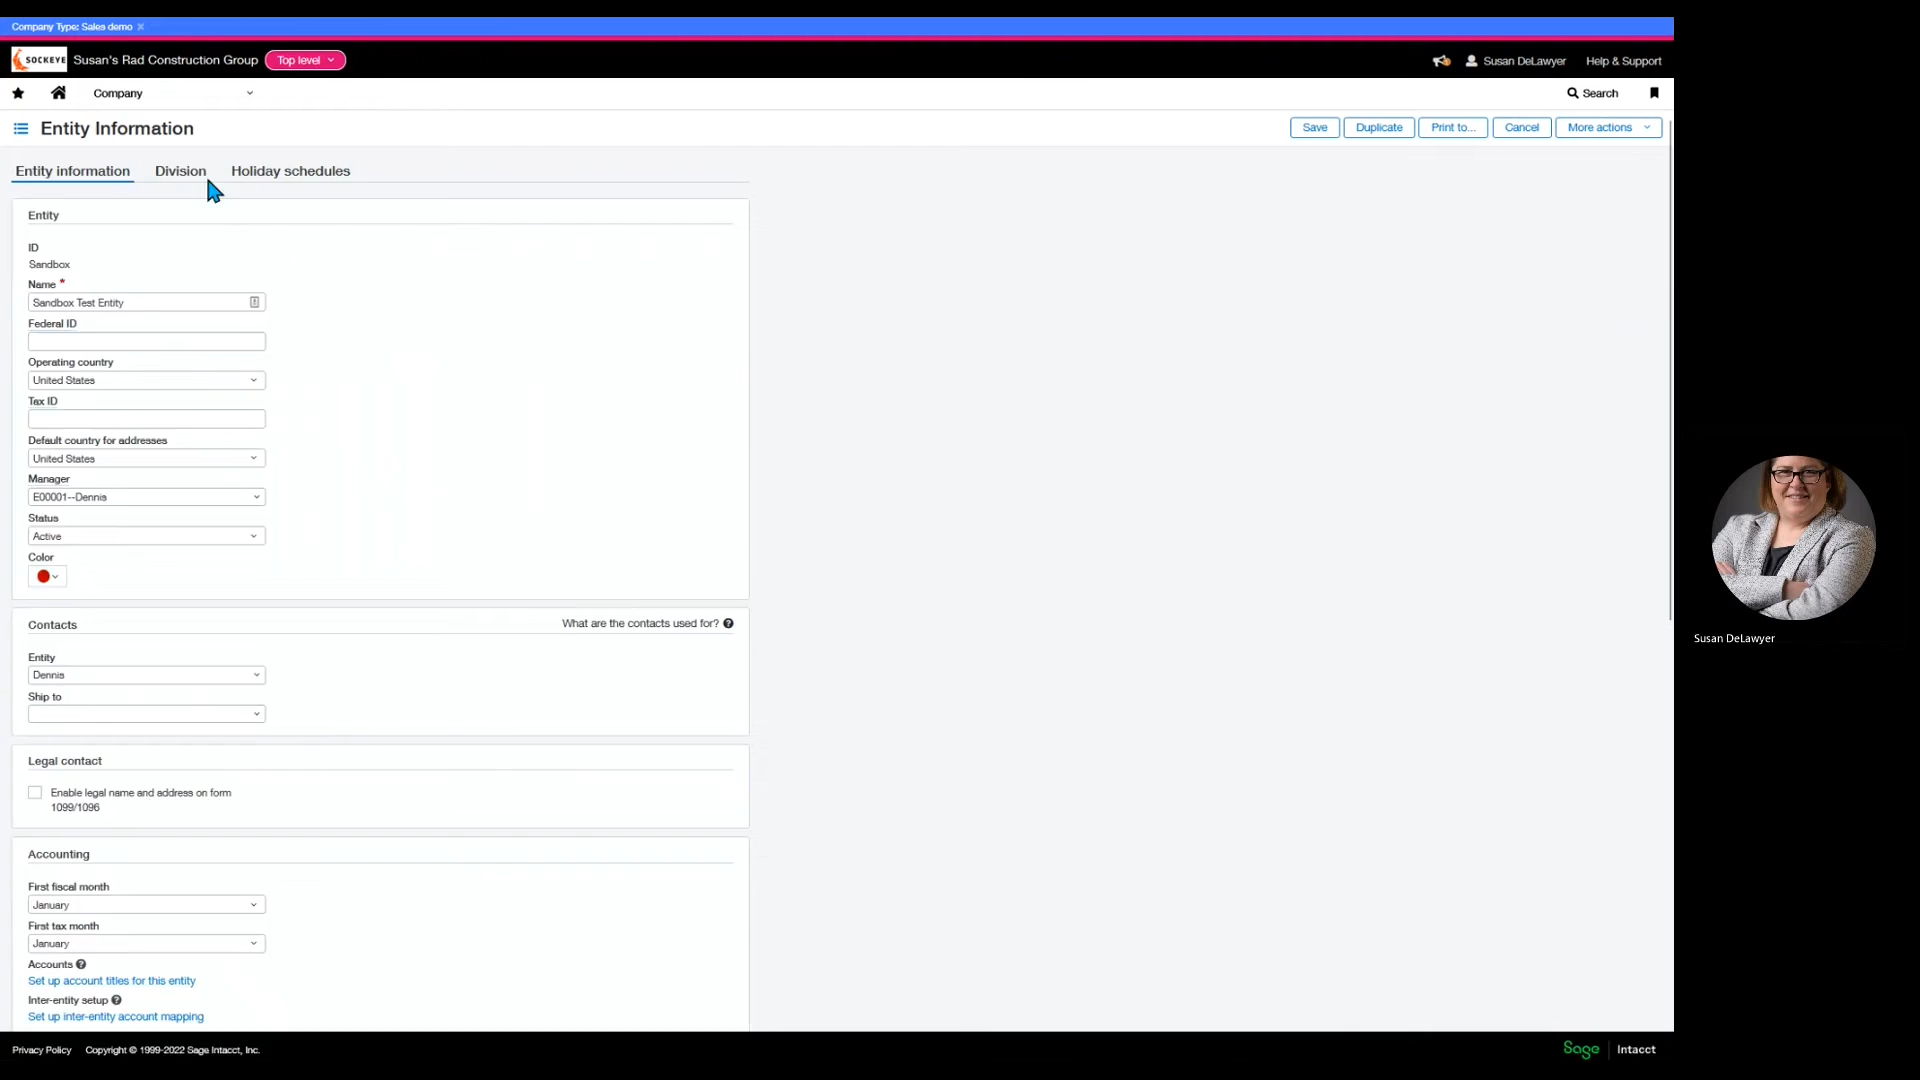 Company Type: Sales demo ×
SOCKEYE Susan's Rad Construction Group Top level
Susan DeLawyer Help & Support
Company
Search
Entity Information
Save Duplicate Print to... Cancel More actions
Entity information Division Holiday schedules
Entity
ID
Sandbox
Name *
Sandbox Test Entity
Federal ID
Operating country
United States
Tax ID
Default country for addresses
United States
Manager
E00001--Dennis
Status
Active
Color
Contacts What are the contacts used for?
Entity
Dennis
Ship to
Legal contact
Enable legal name and address on form
1099/1096
Accounting
First fiscal month
January
First tax month
January
Accounts
Set up account titles for this entity
Inter-entity setup
Set up inter-entity account mapping
Privacy Policy Copyright © 1999-2022 Sage Intacct, Inc.
Sage Intacct
Susan DeLawyer